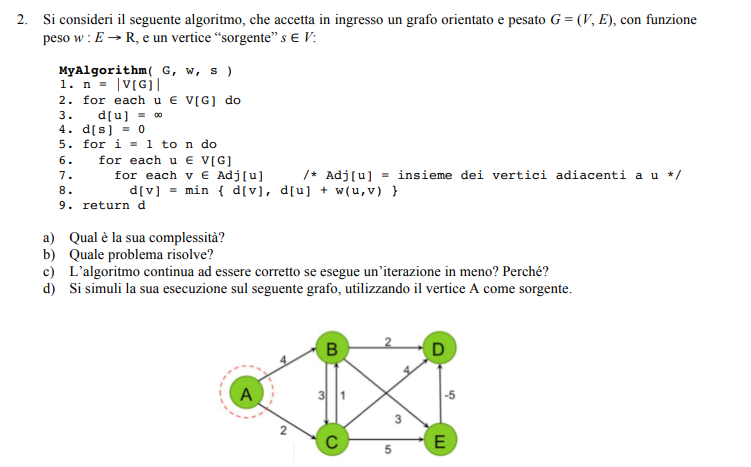 2. Si consideri il seguente algoritmo, che accetta in ingresso un grafo orientato e pesato G = (V, E), con funzione
peso w : E → R, e un vertice “sorgente” s ∈ V:
MyAlgorithm( G, w, s )
1. n = |V[G]|
2. for each u ∈ V[G] do
3. d[u] = ∞
4. d[s] = 0
5. for i = 1 to n do
6. for each u ∈ V[G]
7. for each v ∈ Adj[u] /* Adj[u] = insieme dei vertici adiacenti a u */
8. d[v] = min { d[v], d[u] + w(u,v) }
9. return d
a) Qual è la sua complessità?
b) Quale problema risolve?
c) L’algoritmo continua ad essere corretto se esegue un’iterazione in meno? Perché?
d) Si simuli la sua esecuzione sul seguente grafo, utilizzando il vertice A come sorgente.
B 2 D
4 4
A 3 1 -5
2 3
C 5 E